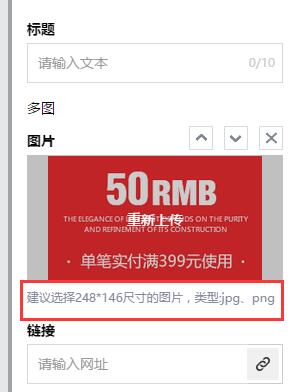 标题
请输入文本
0/10
多图
图片
50RMB
THE ELEGANCE OF
重新上传
ON THE PURITY
AND REFINEMENT OF ITS CONSTRUCTION
· 单笔实付满399元使用 ·
建议选择248*146尺寸的图片，类型:jpg、png
链接
请输入网址